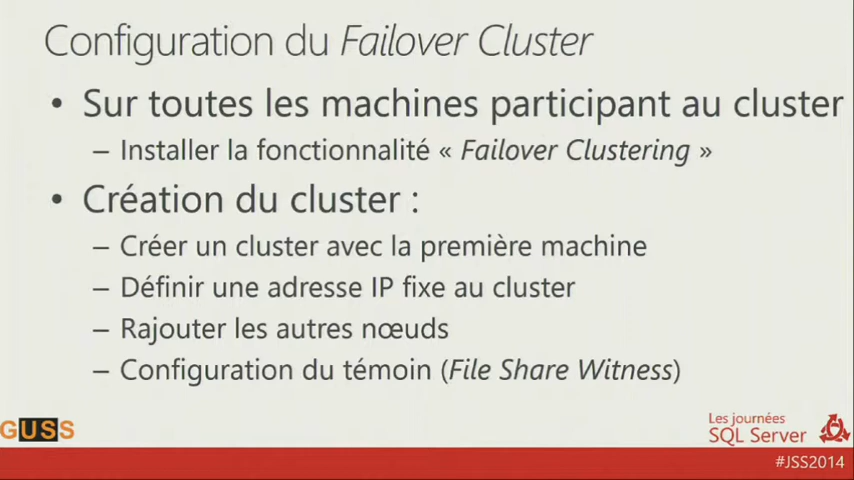 Configuration du Failover Cluster
• Sur toutes les machines participant au cluster
– Installer la fonctionnalité « Failover Clustering »
• Création du cluster :
– Créer un cluster avec la première machine
– Définir une adresse IP fixe au cluster
– Rajouter les autres nœuds
– Configuration du témoin (File Share Witness)
GUSS
Les journées
SQL Server
#JSS2014